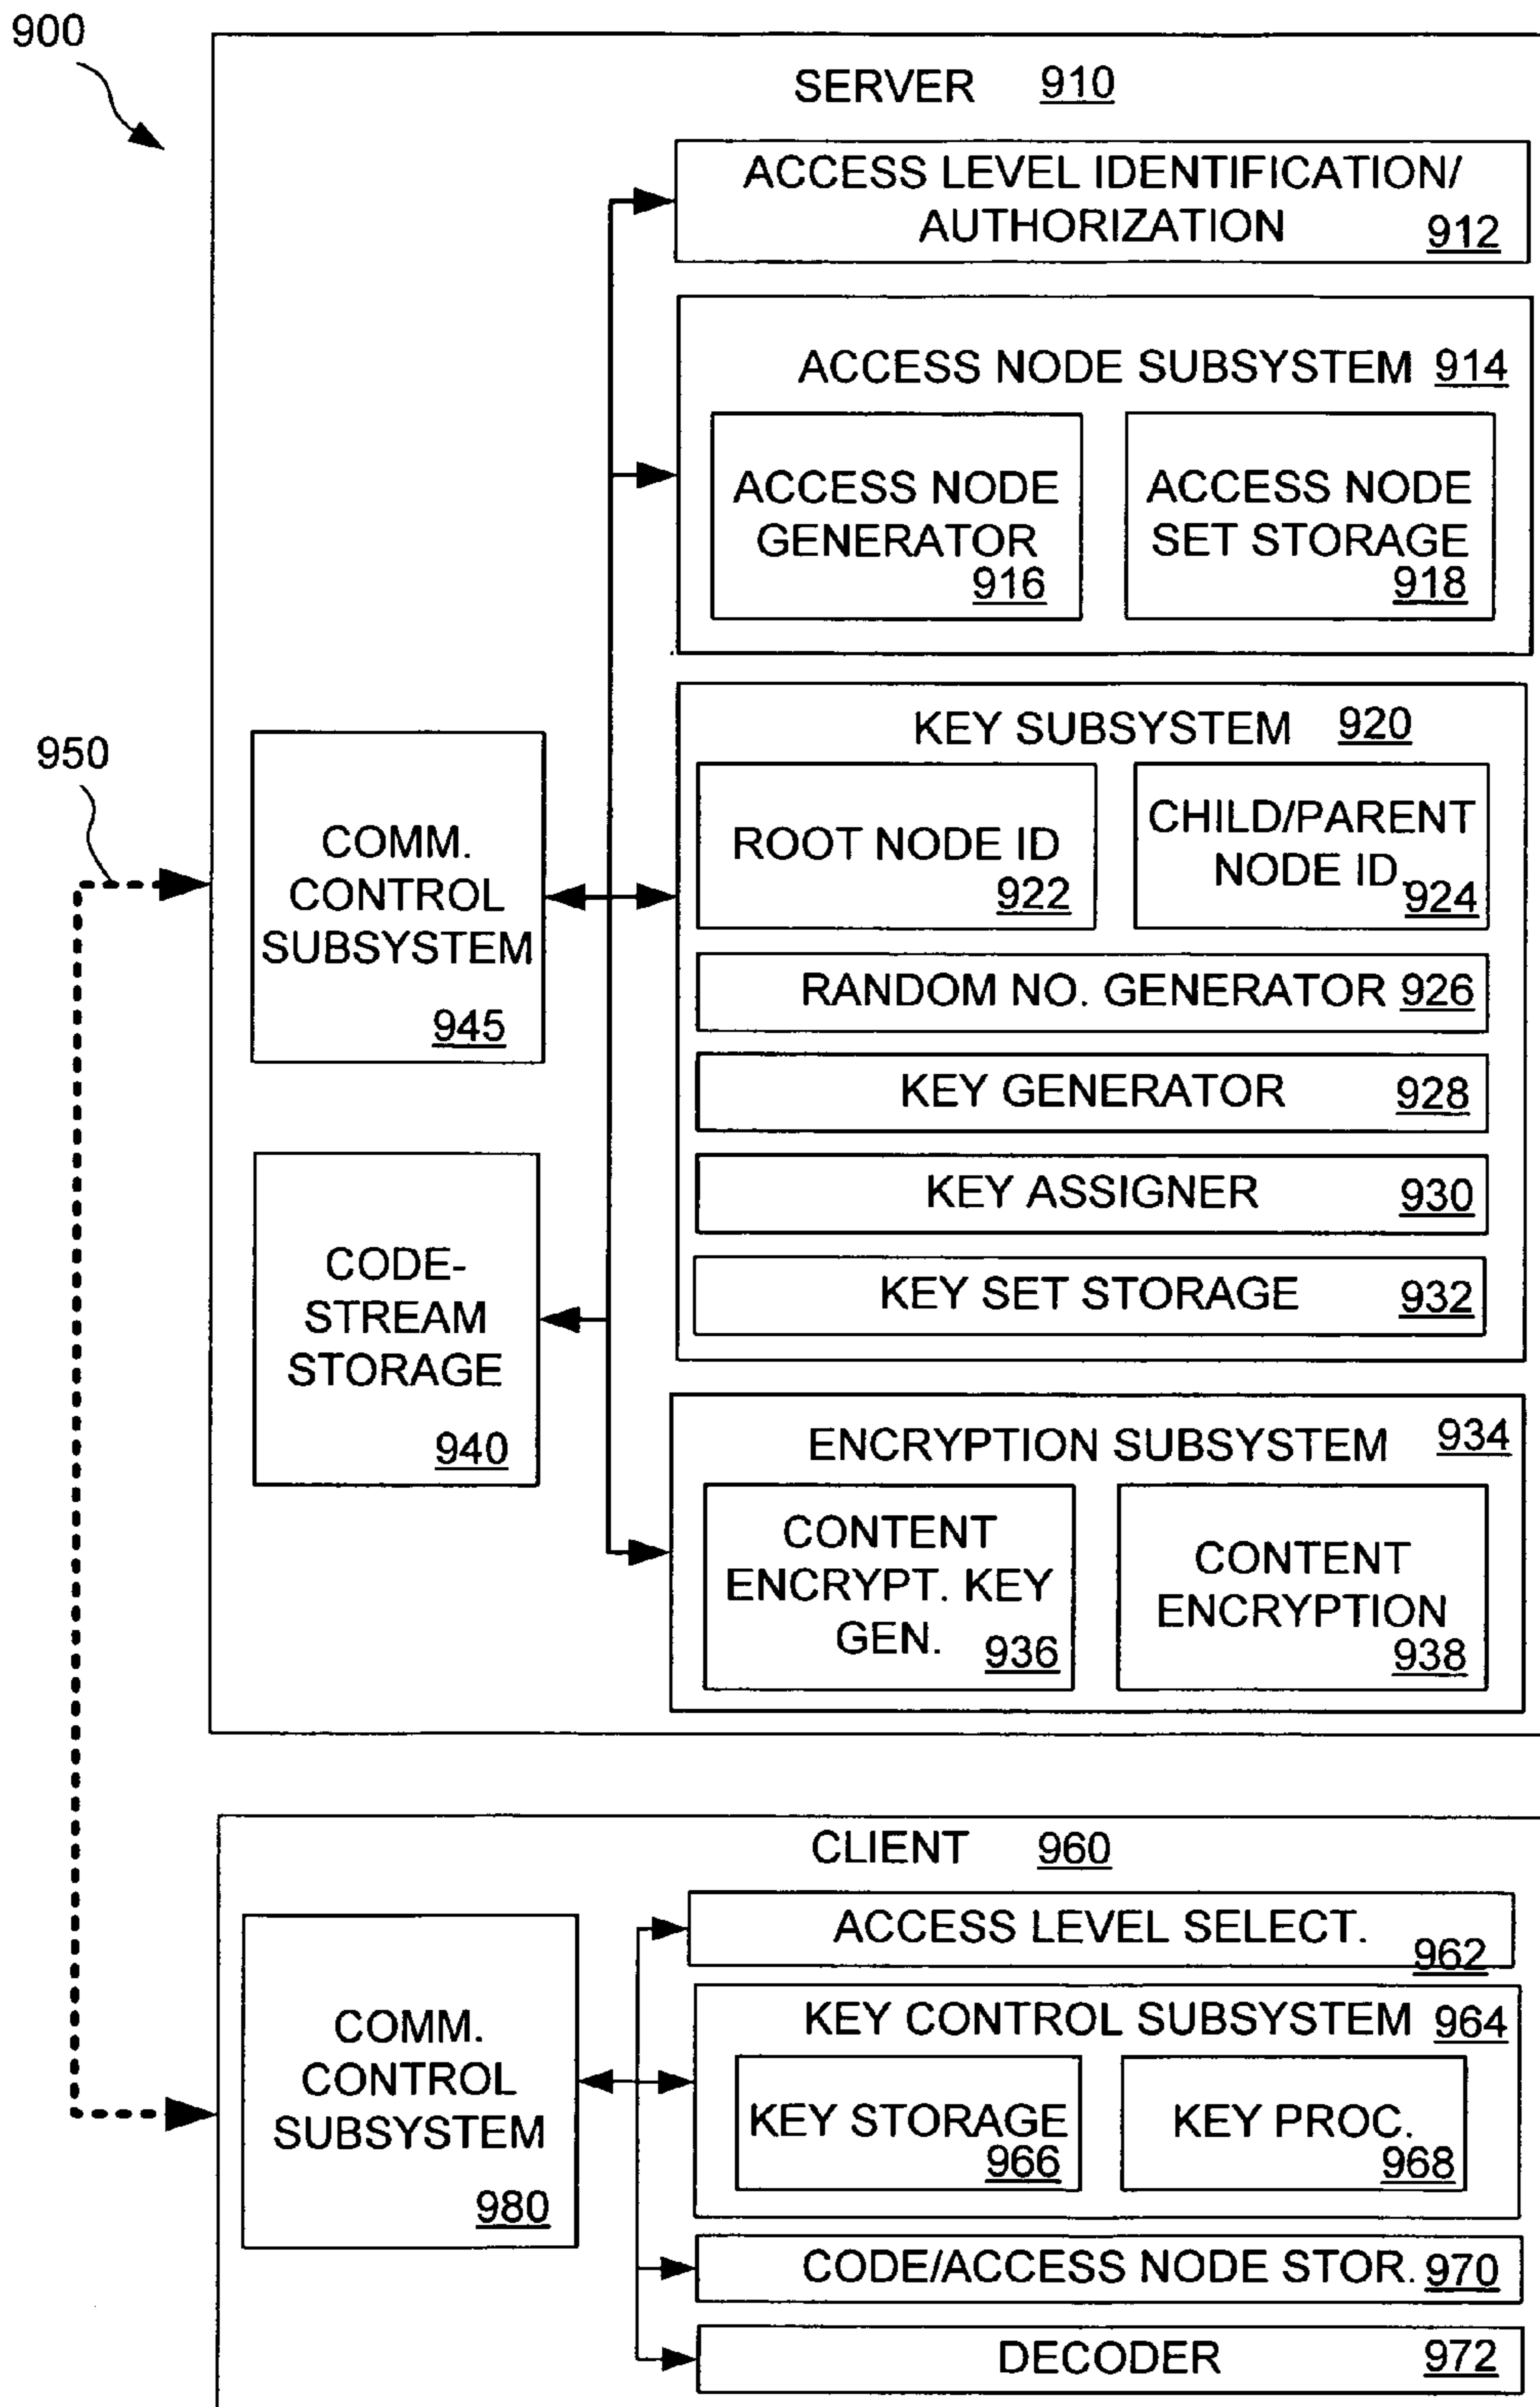 900
SERVER 910
ACCESS LEVEL IDENTIFICATION/
AUTHORIZATION 912
ACCESS NODE SUBSYSTEM 914
ACCESS NODE
GENERATOR
916
ACCESS NODE
SET STORAGE
918
950
COMM.
CONTROL
SUBSYSTEM
945
KEY SUBSYSTEM 920
ROOT NODE ID
922
CHILD/PARENT
NODE ID.
924
RANDOM NO. GENERATOR 926
KEY GENERATOR 928
KEY ASSIGNER 930
KEY SET STORAGE 932
CODE-
STREAM
STORAGE
940
ENCRYPTION SUBSYSTEM 934
CONTENT
ENCRYPT. KEY
GEN. 936
CONTENT
ENCRYPTION
938
CLIENT 960
COMM.
CONTROL
SUBSYSTEM
980
ACCESS LEVEL SELECT. 962
KEY CONTROL SUBSYSTEM 964
KEY STORAGE
966
KEY PROC.
968
CODE/ACCESS NODE STOR. 970
DECODER 972